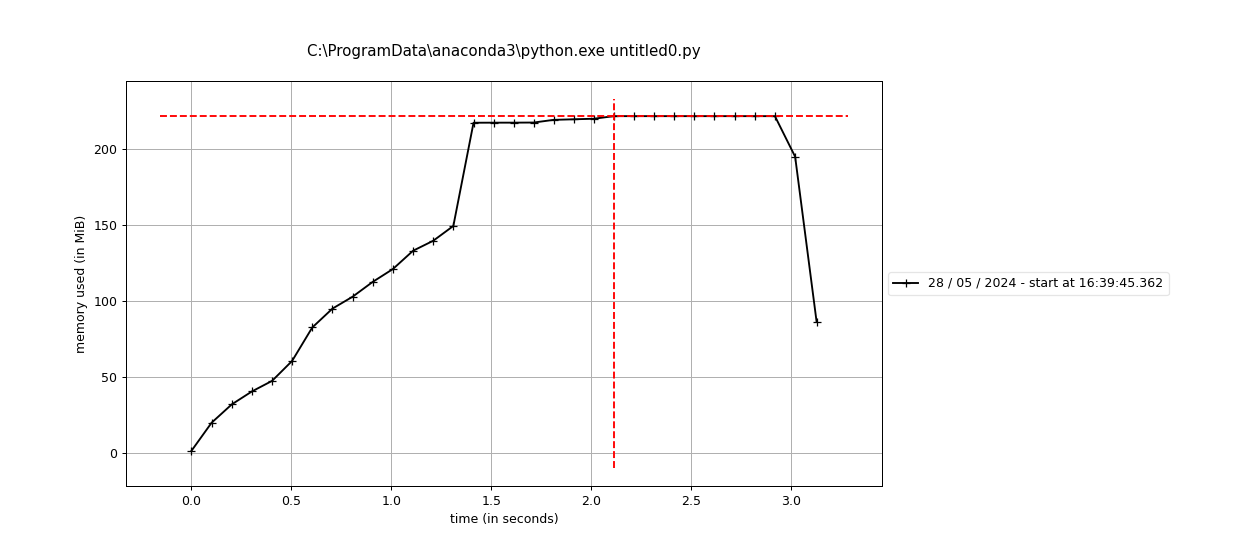 C:\ProgramData\anaconda3\python.exe untitled0.py
memory used (in MiB)
200
150
100
50
0
0.0 0.5 1.0 1.5 2.0 2.5 3.0
time (in seconds)
28 / 05 / 2024 - start at 16:39:45.362